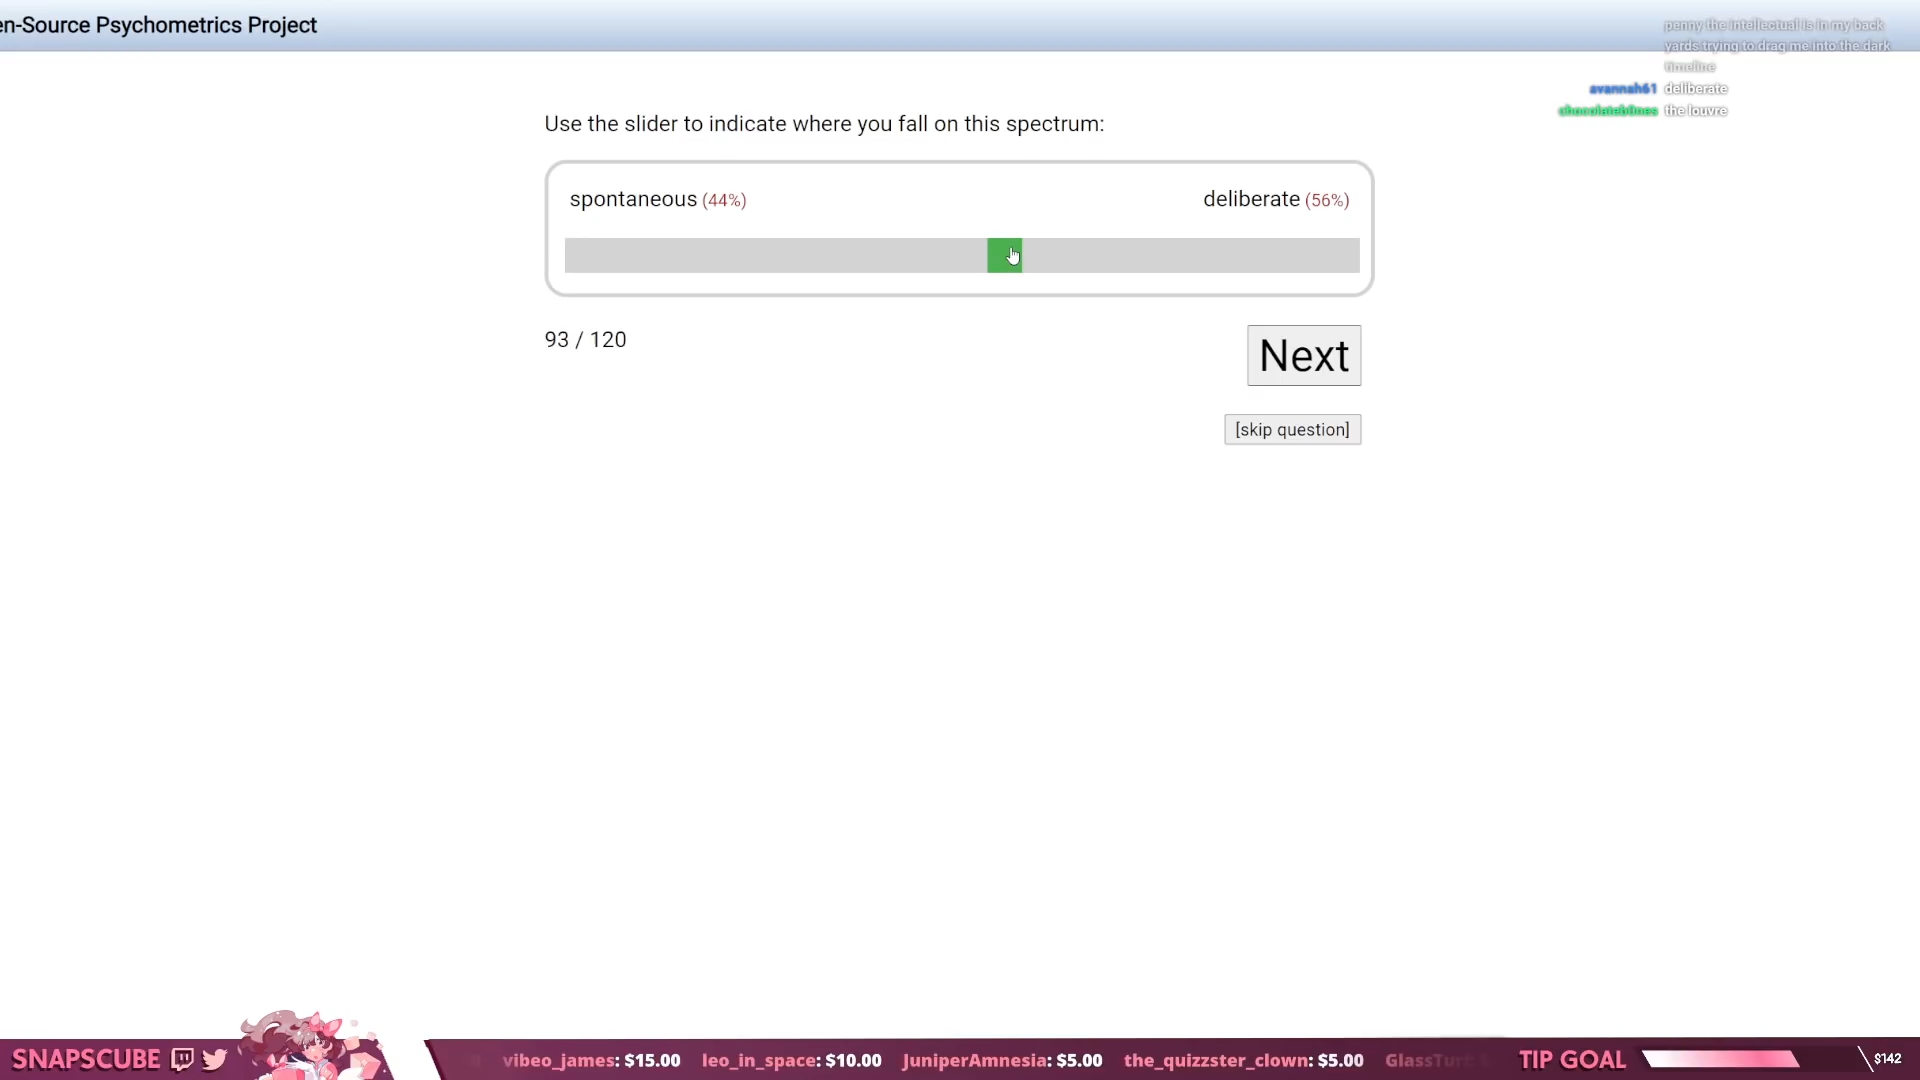 en-Source Psychometrics Project
penny the intellectual is in my back
yards trying to drag me into the dark
timeline
avannah61 deliberate
chocolateb0nes the louvre
Use the slider to indicate where you fall on this spectrum:
spontaneous (44%) deliberate (56%)
93 / 120
Next
[skip question]
SNAPSCUBE vibeo_james: $15.00 leo_in_space: $10.00 JuniperAmnesia: $5.00 the_quizzster_clown: $5.00 TIP GOAL $142